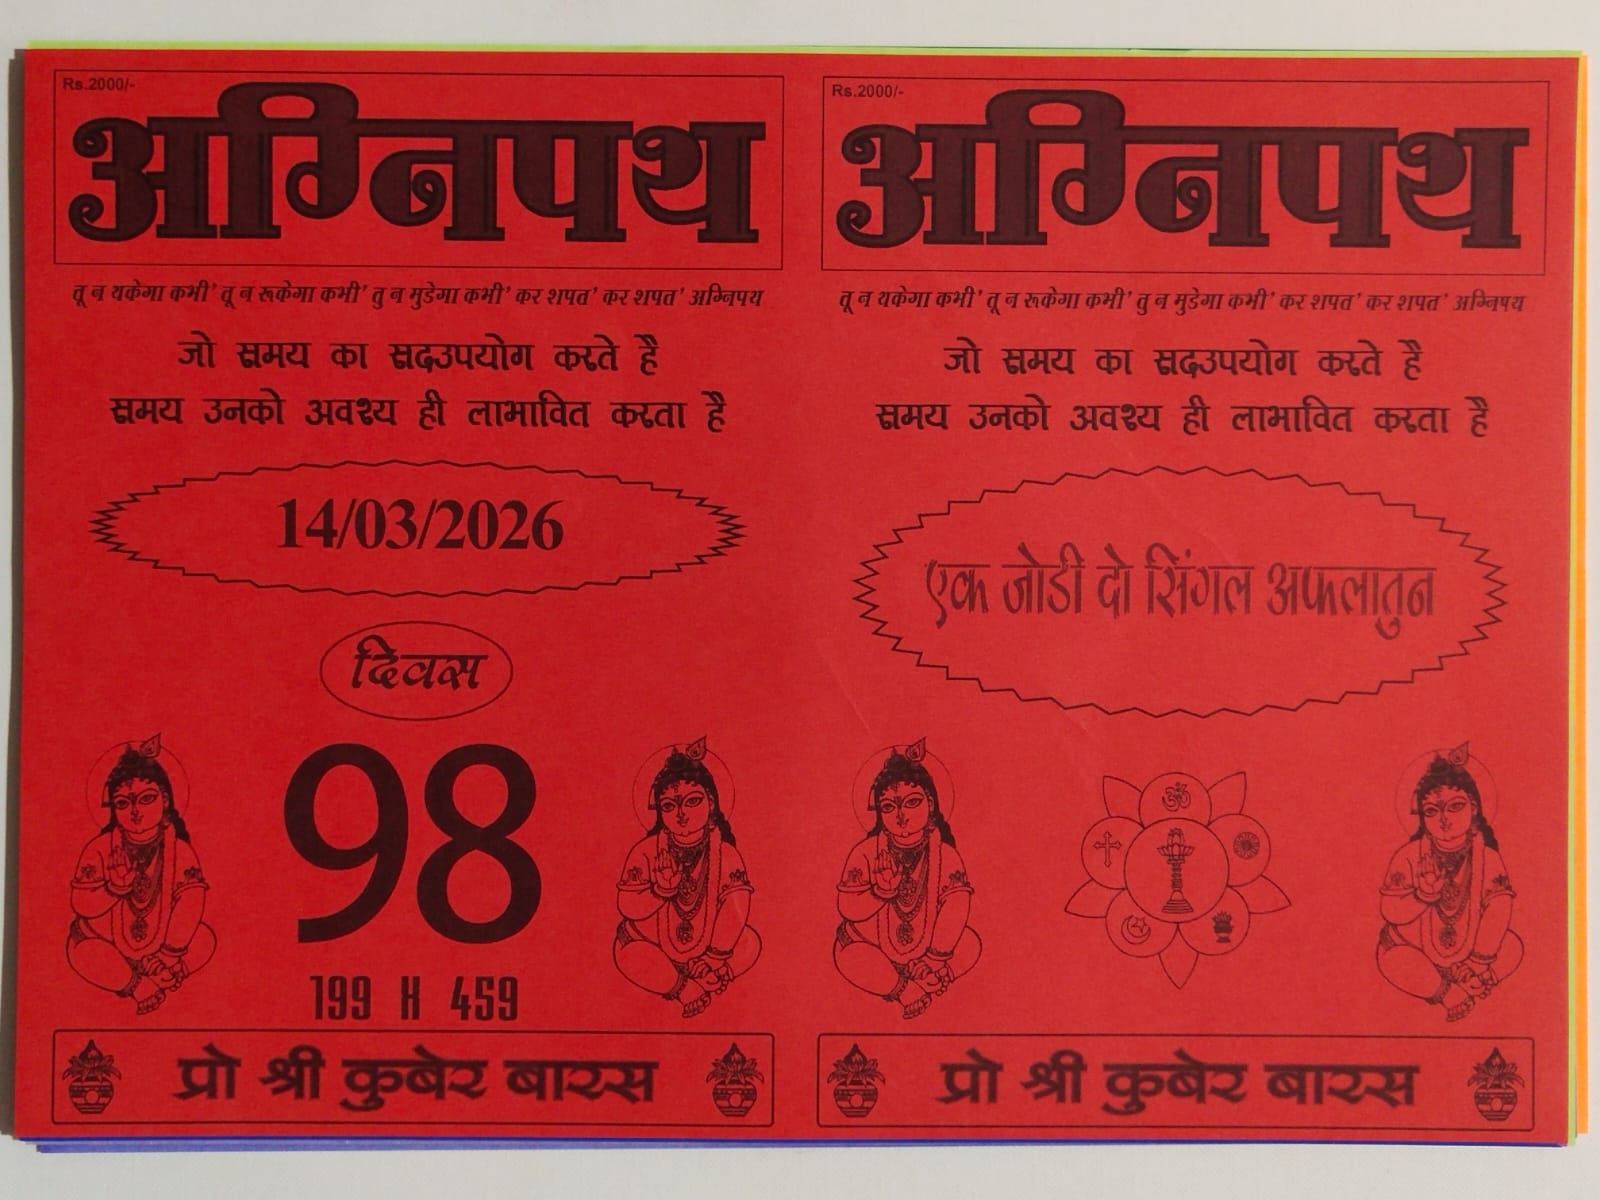 Rs.2000/-
अग्निपथ
तू न थकेगा कभी' तू न रूकेगा कभी' तु न मुडेगा कभी' कर शपत' कर शपत' अग्निपथ
जो समय का सदउपयोग करते है
समय उनको अवश्य ही लाभावित करता है
14/03/2026
दिवस
98
199 H 459
प्रो श्री कुबेर बारस
Rs.2000/-
अग्निपथ
तू न थकेगा कभी' तू न रूकेगा कभी' तु न मुडेगा कभी' कर शपत' कर शपत' अग्निपथ
जो समय का सदउपयोग करते है
समय उनको अवश्य ही लाभावित करता है
एक जोडी दो सिंगल अफलातुन
ॐ
प्रो श्री कुबेर बारस